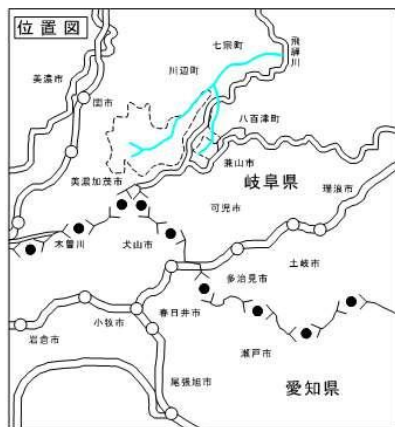 位置図
七宗町
飛騨川
川辺町
美濃市
関市
八百津町
兼山市
美濃加茂市
岐阜県
瑞浪市
可児市
木曽川
犬山市
土岐市
多治見市
春日井市
小牧市
岩倉市
瀬戸市
尾張旭市
愛知県